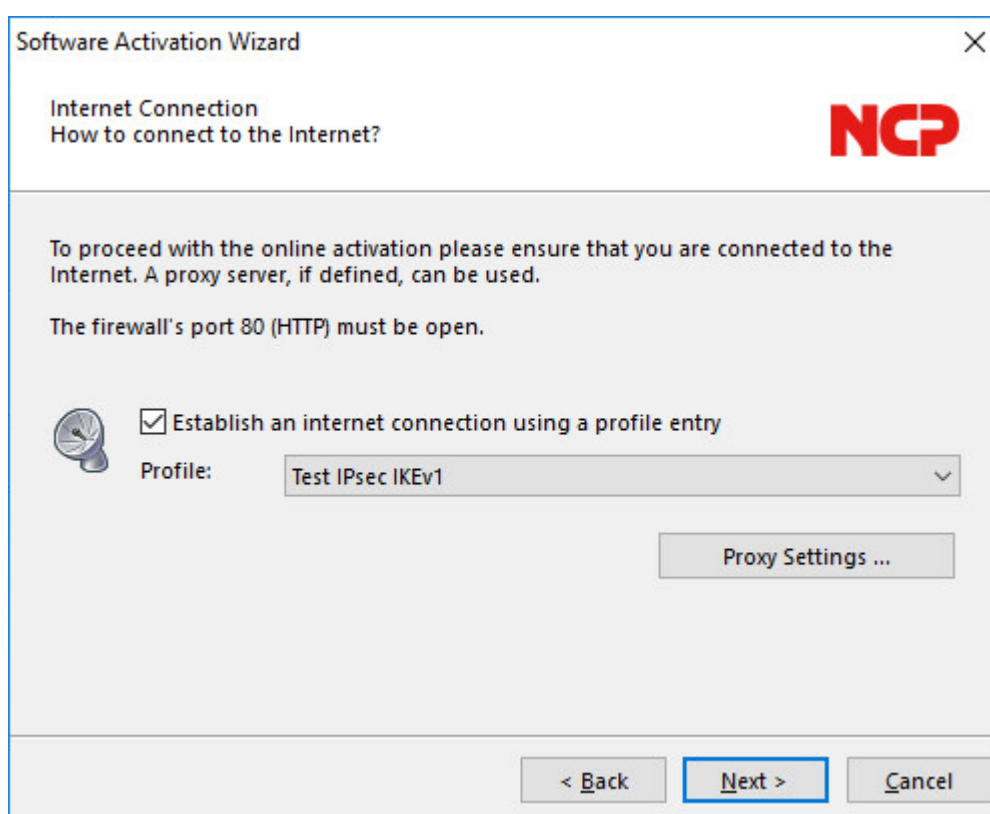 Software Activation Wizard
Internet Connection
How to connect to the Internet?
NCP
To proceed with the online activation please ensure that you are connected to the
Internet. A proxy server, if defined, can be used.
The firewall's port 80 (HTTP) must be open.
Establish an internet connection using a profile entry
Profile:
Test IPsec IKEv1
Proxy Settings ...
< Back
Next >
Cancel